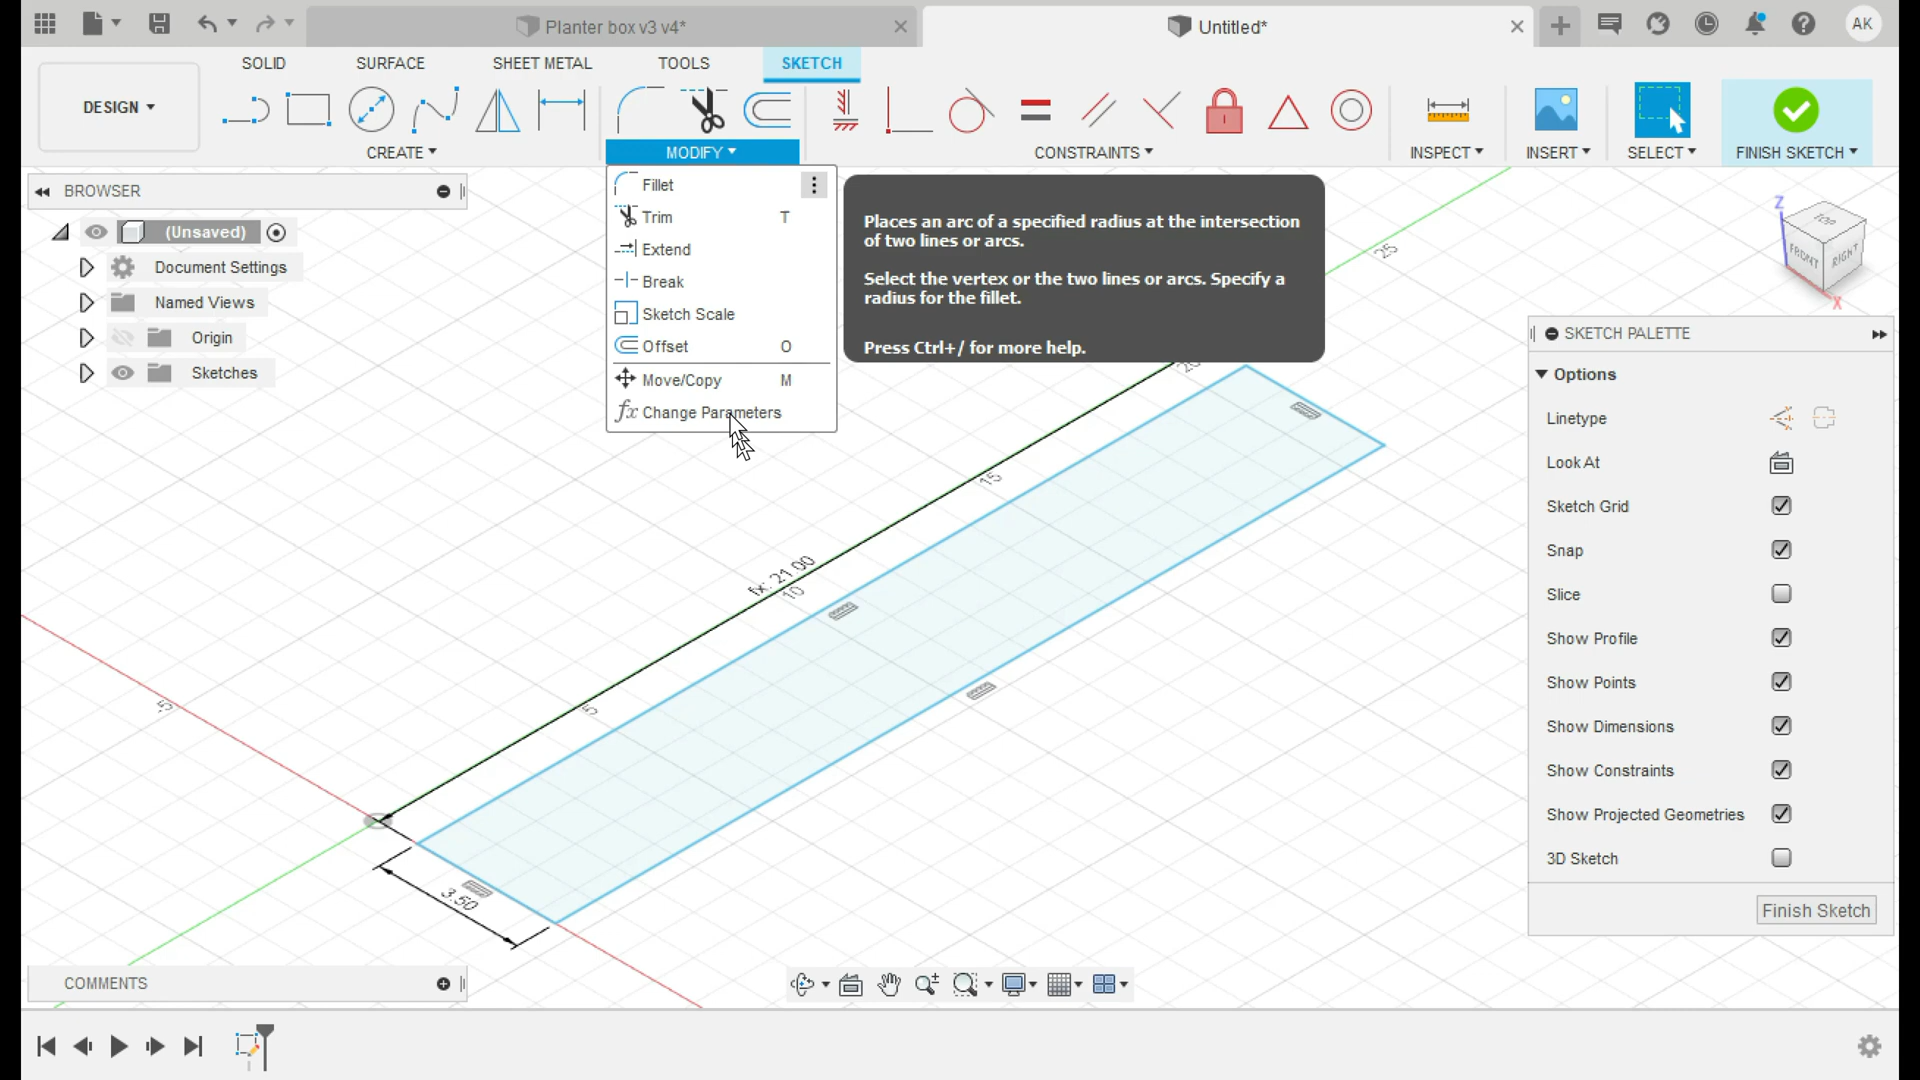 Planter box v3 v4*
Untitled*
AK
DESIGN
SOLID
SURFACE
SHEET METAL
TOOLS
SKETCH
CREATE
MODIFY
CONSTRAINTS
INSPECT
INSERT
SELECT
FINISH SKETCH
BROWSER
(Unsaved)
Document Settings
Named Views
Origin
Sketches
Fillet
Trim T
Extend
Break
Sketch Scale
Offset O
Move/Copy M
fx Change Parameters
Places an arc of a specified radius at the intersection
of two lines or arcs.
Select the vertex or the two lines or arcs. Specify a
radius for the fillet.
Press Ctrl+/ for more help.
Z
TOP
FRONT
RIGHT
X
25
20
15
fx: 21.00
10
5
-5
3.50
SKETCH PALETTE
Options
Linetype
Look At
Sketch Grid
Snap
Slice
Show Profile
Show Points
Show Dimensions
Show Constraints
Show Projected Geometries
3D Sketch
Finish Sketch
COMMENTS